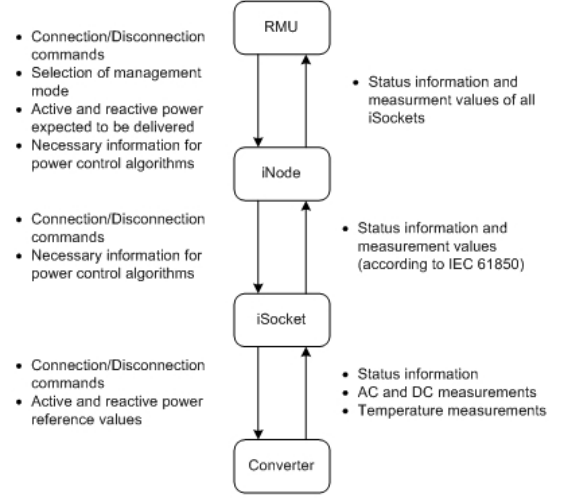 RMU
• Connection/Disconnection
commands
• Selection of management
mode
• Active and reactive power
expected to be delivered
• Necessary information for
power control algorithms
• Status information and
measurment values of all
iSockets
iNode
• Connection/Disconnection
commands
• Necessary information for
power control algorithms
• Status information and
measurement values
(according to IEC 61850)
iSocket
• Connection/Disconnection
commands
• Active and reactive power
reference values
• Status information
• AC and DC measurements
• Temperature measurements
Converter